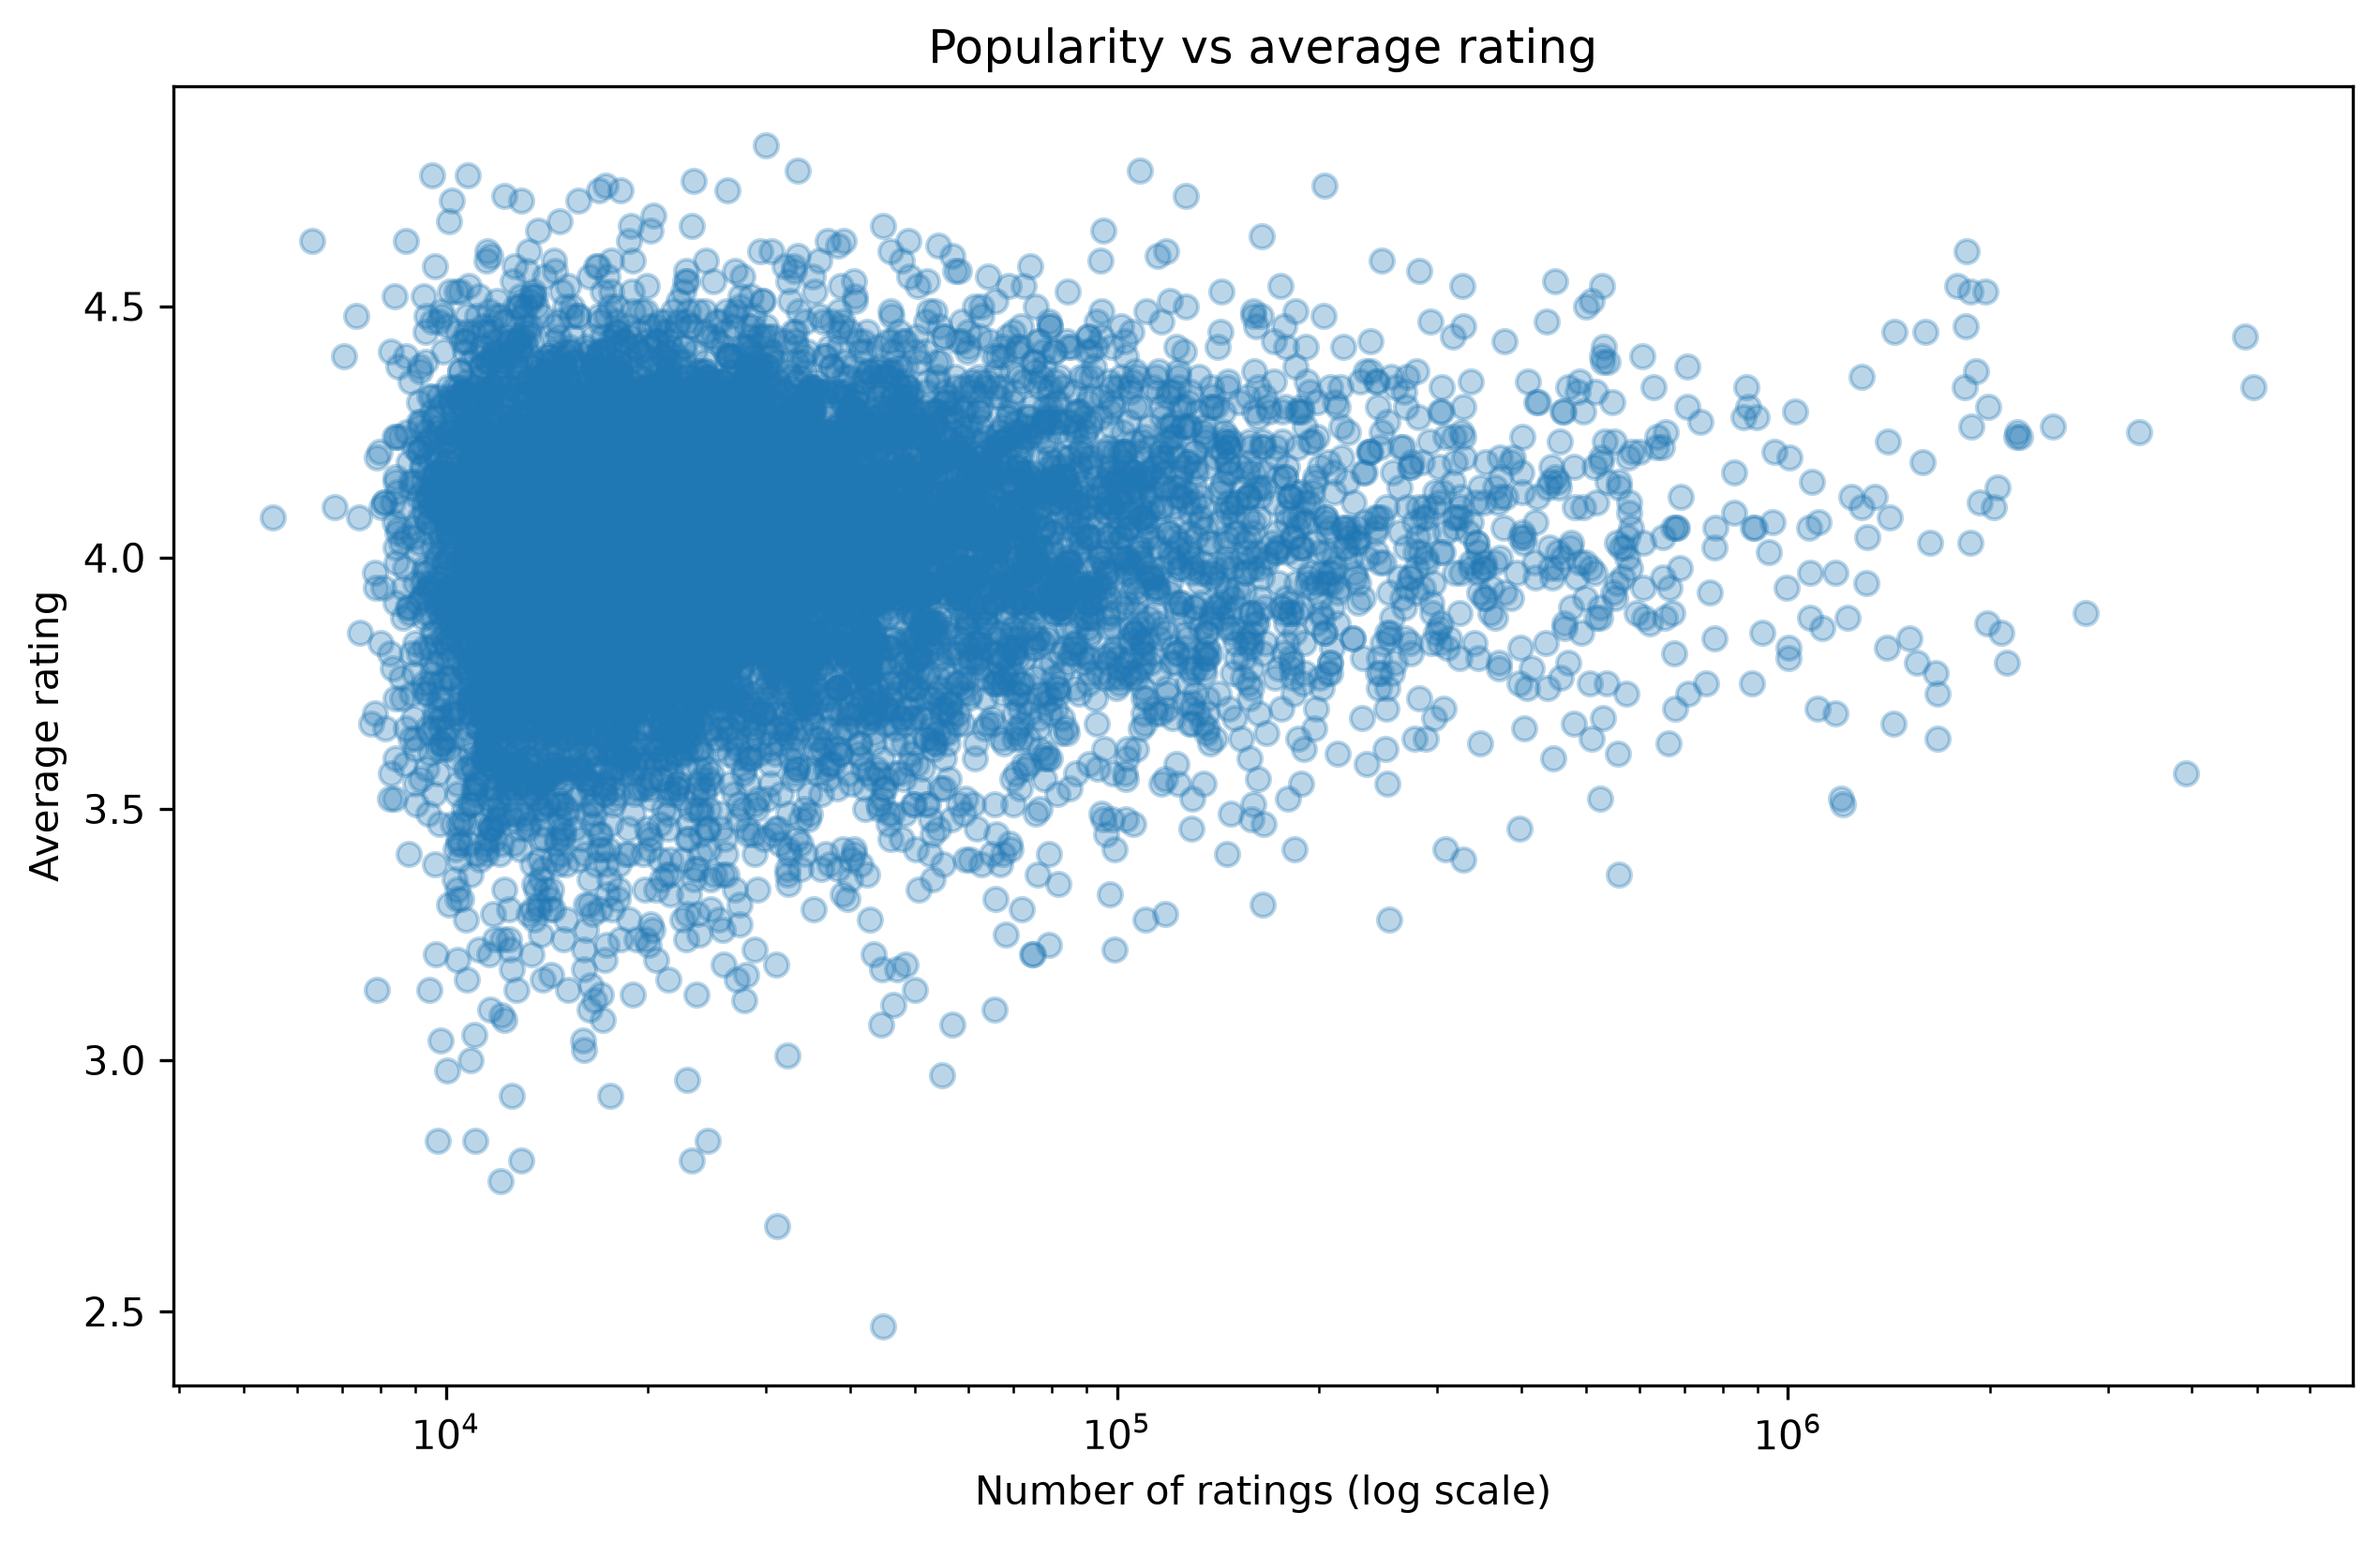 Popularity vs average rating
Average rating
4.5
4.0
3.5
3.0
2.5
10⁴
10⁵
10⁶
Number of ratings (log scale)